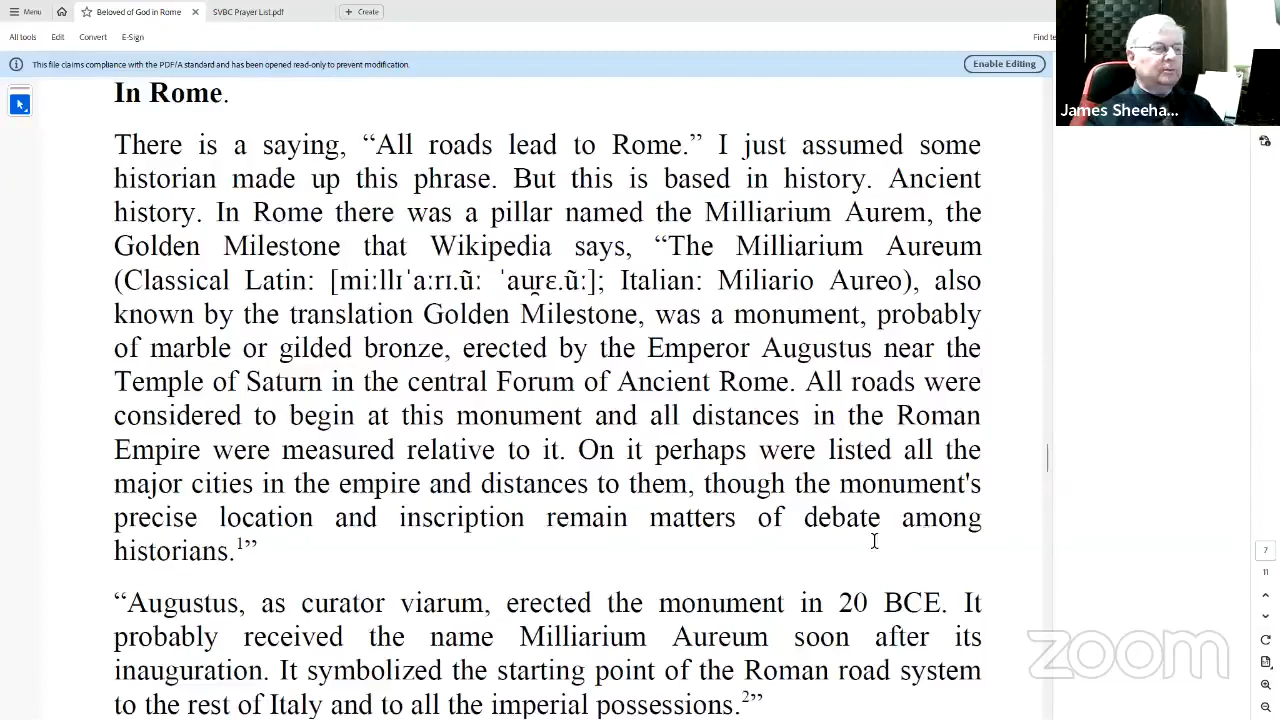 Menu
Beloved of God in Rome
SVBC Prayer List.pdf
Create
All tools Edit Convert E-Sign
Find te
This file claims compliance with the PDF/A standard and has been opened read-only to prevent modification.
Enable Editing
James Sheeha...
In Rome.
There is a saying, “All roads lead to Rome.” I just assumed some
historian made up this phrase. But this is based in history. Ancient
history. In Rome there was a pillar named the Milliarium Aurem, the
Golden Milestone that Wikipedia says, “The Milliarium Aureum
(Classical Latin: [miːllɪˈaːrɪ.ũː ˈau̯rɛ.ũː]; Italian: Miliario Aureo), also
known by the translation Golden Milestone, was a monument, probably
of marble or gilded bronze, erected by the Emperor Augustus near the
Temple of Saturn in the central Forum of Ancient Rome. All roads were
considered to begin at this monument and all distances in the Roman
Empire were measured relative to it. On it perhaps were listed all the
major cities in the empire and distances to them, though the monument's
precise location and inscription remain matters of debate among
historians.¹”
“Augustus, as curator viarum, erected the monument in 20 BCE. It
probably received the name Milliarium Aureum soon after its
inauguration. It symbolized the starting point of the Roman road system
to the rest of Italy and to all the imperial possessions.²”
7
11
zoom